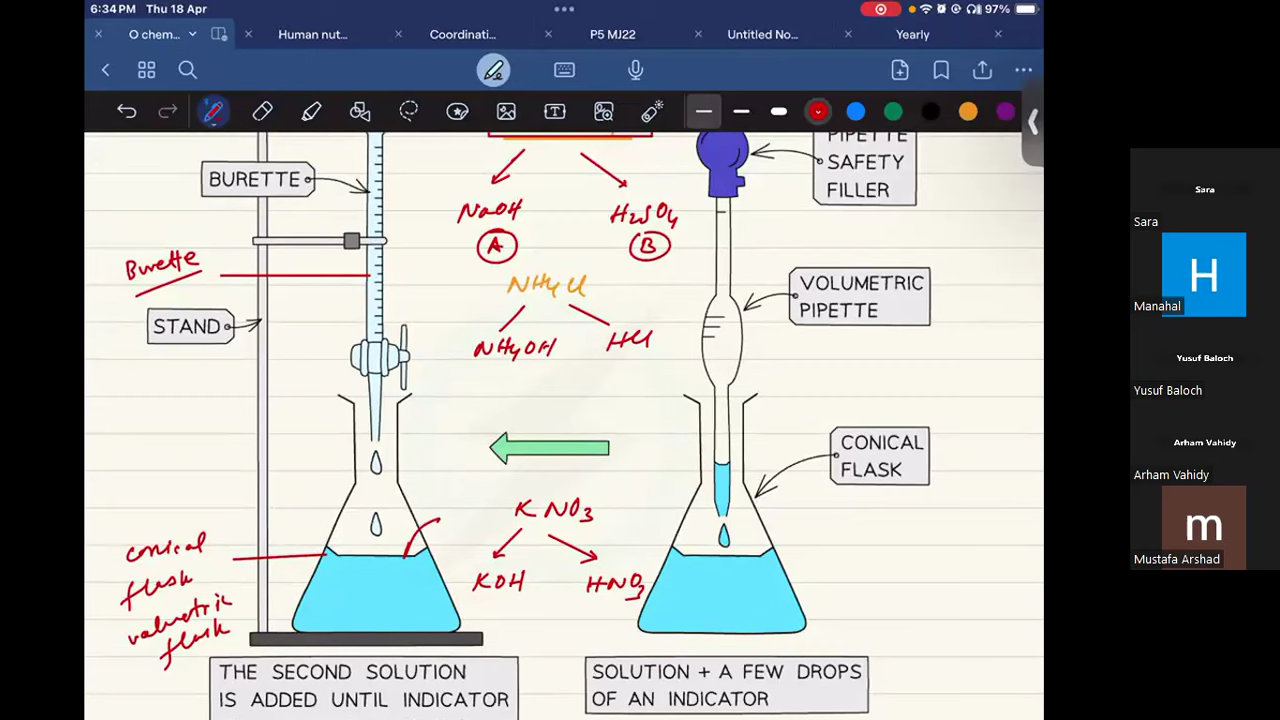 6:34 PM Thu 18 Apr
97%
O chem...
Human nut...
Coordinati...
P5 MJ22
Untitled No...
Yearly
T
BURETTE
Burette
STAND
NaOH
A
H2SO4
B
NH4Cl
NH4OH
HCl
PIPETTE
SAFETY
FILLER
VOLUMETRIC
PIPETTE
CONICAL
FLASK
KNO3
KOH
HNO3
conical
flask
valumetric
flask
THE SECOND SOLUTION
IS ADDED UNTIL INDICATOR
SOLUTION + A FEW DROPS
OF AN INDICATOR
Sara
Sara
H
Manahal
Yusuf Baloch
Yusuf Baloch
Arham Vahidy
Arham Vahidy
m
Mustafa Arshad